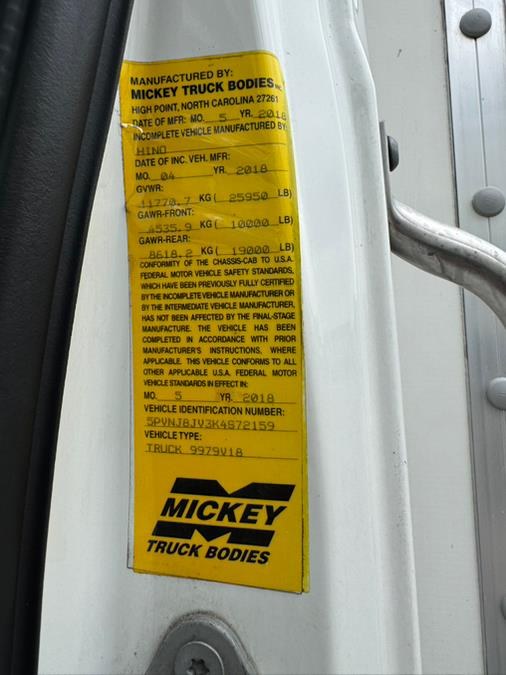 MANUFACTURED BY:
MICKEY TRUCK BODIES INC.
HIGH POINT, NORTH CAROLINA 27261
DATE OF MFR: MO. 5 YR. 2018
INCOMPLETE VEHICLE MANUFACTURED BY
HINO
DATE OF INC. VEH. MFR:
MO. 04 YR. 2018
GVWR:
11770.7 KG ( 25950 LB)
GAWR-FRONT:
4535.9 KG ( 10000 LB)
GAWR-REAR:
8618.2 KG ( 19000 LB)
CONFORMITY OF THE CHASSIS-CAB TO U.S.A.
FEDERAL MOTOR VEHICLE SAFETY STANDARDS,
WHICH HAVE BEEN PREVIOUSLY FULLY CERTIFIED
BY THE INCOMPLETE VEHICLE MANUFACTURER OR
BY THE INTERMEDIATE VEHICLE MANUFACTURER,
HAS NOT BEEN AFFECTED BY THE FINAL-STAGE
MANUFACTURE. THE VEHICLE HAS BEEN
COMPLETED IN ACCORDANCE WITH PRIOR
MANUFACTURER'S INSTRUCTIONS, WHERE
APPLICABLE. THIS VEHICLE CONFORMS TO ALL
OTHER APPLICABLE U.S.A. FEDERAL MOTOR
VEHICLE STANDARDS IN EFFECT IN:
MO. 5 YR. 2018
VEHICLE IDENTIFICATION NUMBER:
5PVNJ8JV3K4S72159
VEHICLE TYPE:
TRUCK 9979V18
MICKEY
TRUCK BODIES